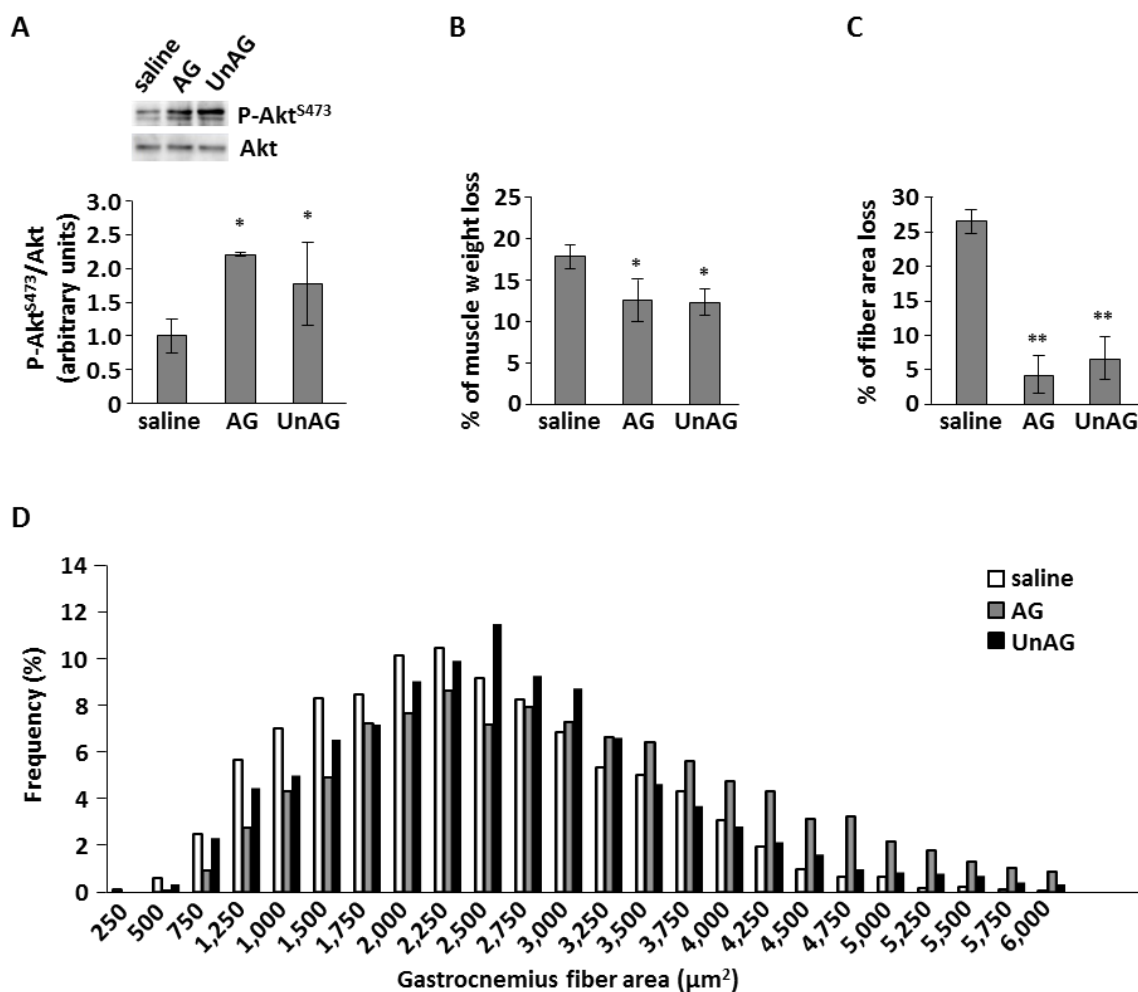 A
saline
AG
UnAG
P-Akt^S473
Akt
P-Akt^S473/Akt
(arbitrary units)
3.0
2.5
2.0
1.5
1.0
0.5
0
*
*
saline AG UnAG
B
% of muscle weight loss
25
20
15
10
5
0
*
*
saline AG UnAG
C
% of fiber area loss
30
25
20
15
10
5
0
**
**
saline AG UnAG
D
Frequency (%)
14
12
10
8
6
4
2
0
saline
AG
UnAG
250 5000 750 1,250 1,000 1,500 1,750 2,000 2,250 2,500 2,750 3,000 3,250 3,500 3,750 4,000 4,250 4,500 4,750 5,000 5,250 5,500 5,750 6,000
Gastrocnemius fiber area (µm²)